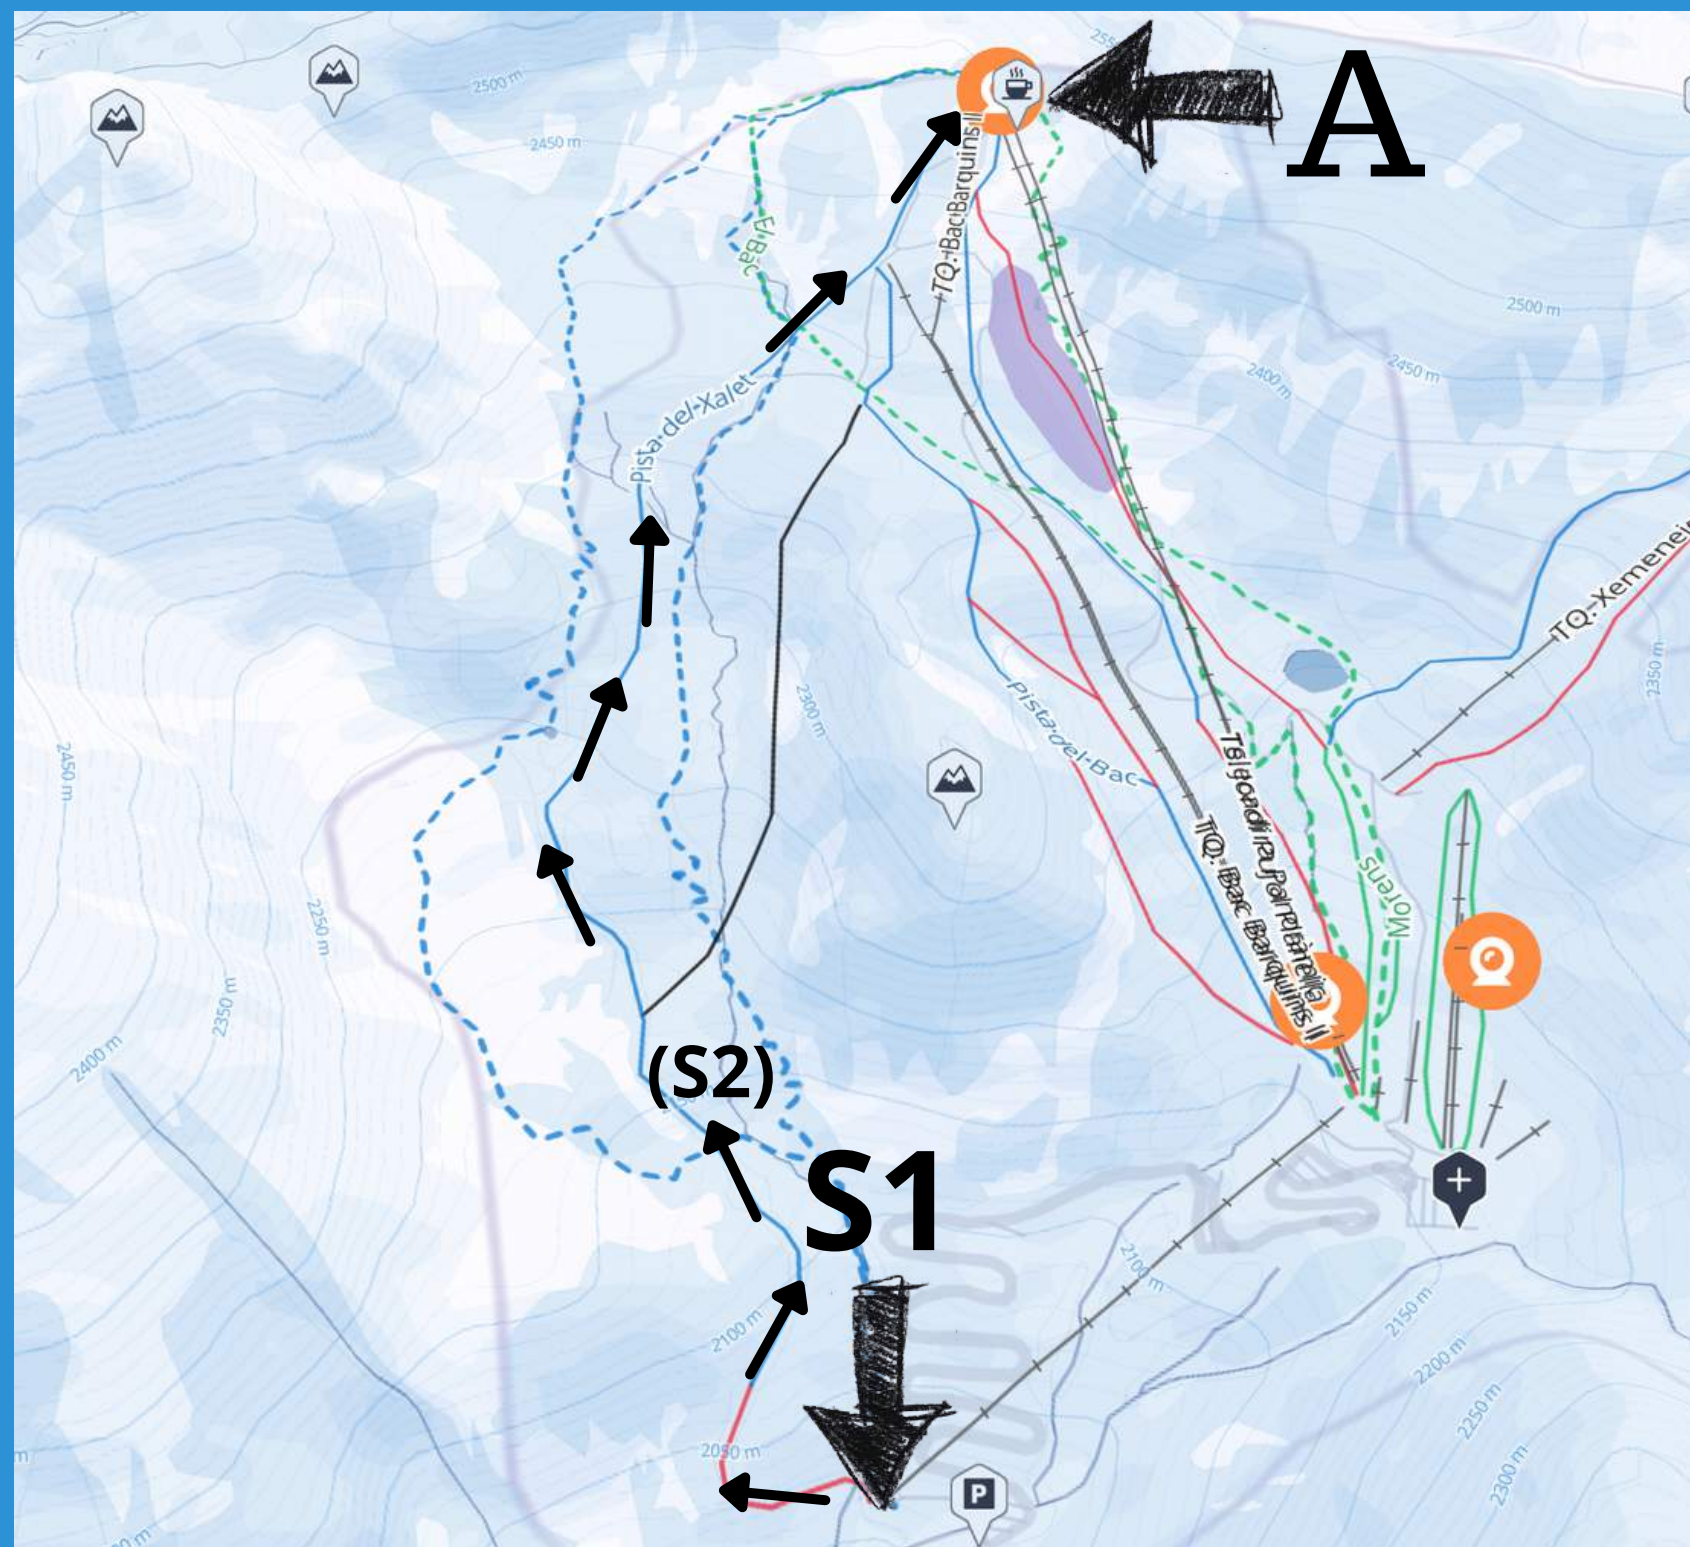 A
2500 m
2450 m
TQ. Bac Barquins II
El Bac
2500 m
2450 m
2400 m
Pista·del·Xalet
TQ. Xemeneies
2350 m
2300 m
Pista·del·Bac
2450 m
Morens
TQ. Bac Barquins II
2250 m
2350 m
2400 m
(S2)
S1
2100 m
2100 m
2150 m
2200 m
2050 m
2250 m
2300 m
P